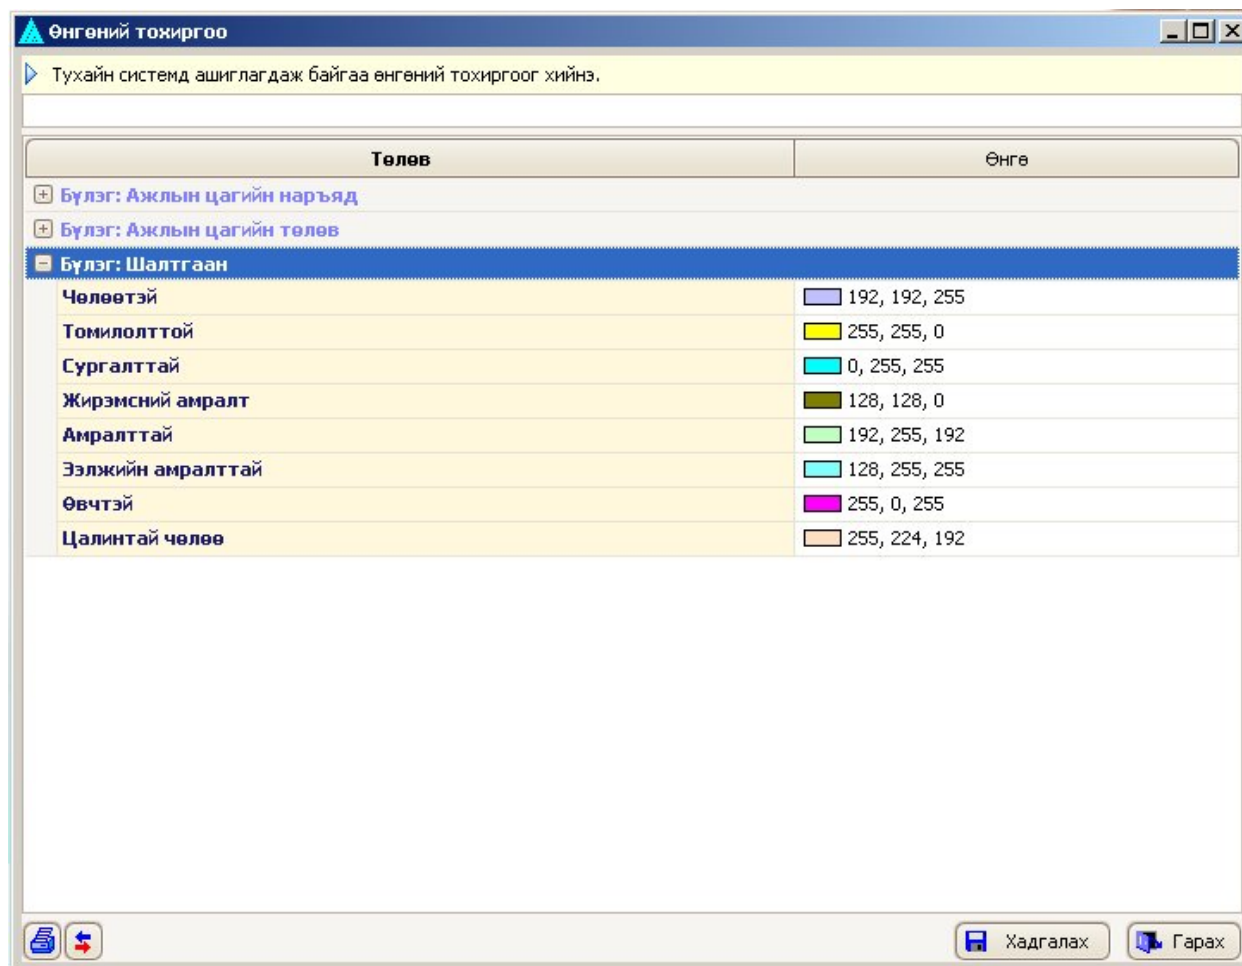 Өнгөний тохиргоо
Тухайн системд ашиглагдаж байгаа өнгөний тохиргоог хийнэ.
Төлөв Өнгө
Бүлэг: Ажлын цагийн наръяд
Бүлэг: Ажлын цагийн төлөв
Бүлэг: Шалтгаан
Чөлөөтэй 192, 192, 255
Томилолттой 255, 255, 0
Сургалттай 0, 255, 255
Жирэмсний амралт 128, 128, 0
Амралттай 192, 255, 192
Ээлжийн амралттай 128, 255, 255
Өвчтэй 255, 0, 255
Цалинтай чөлөө 255, 224, 192
Хадгалах Гарах